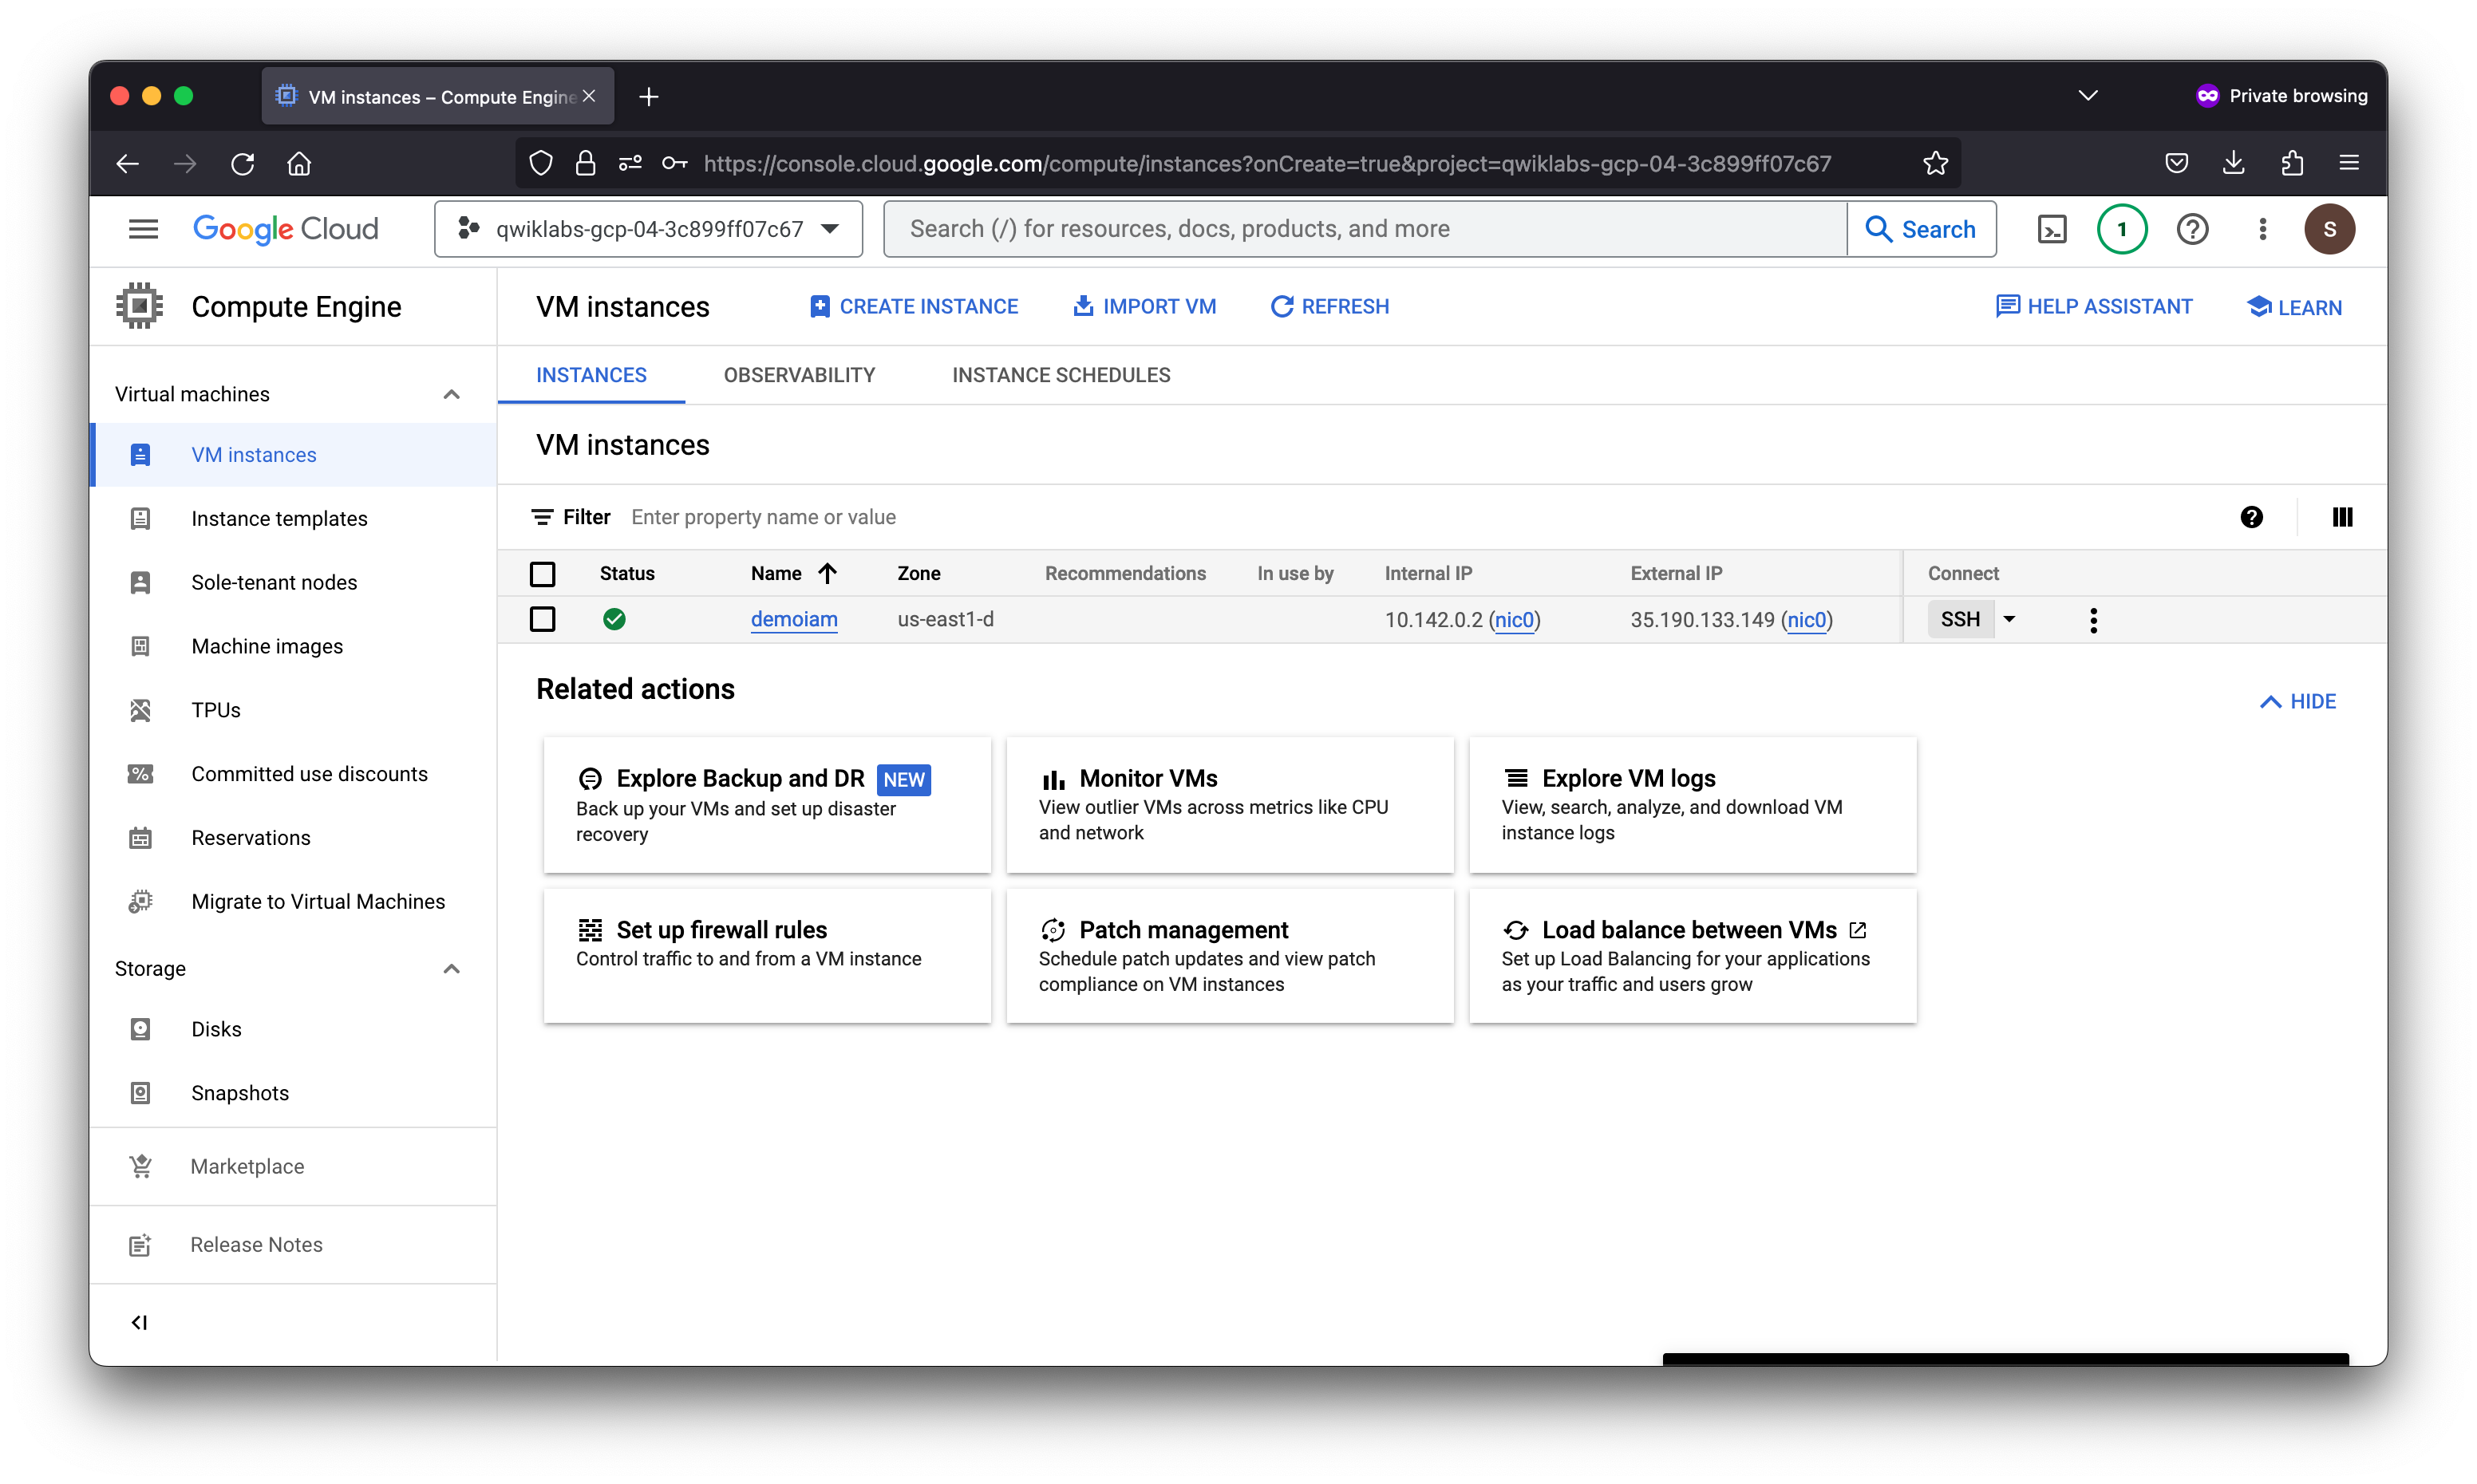 VM instances – Compute Engine
Private browsing
https://console.cloud.google.com/compute/instances?onCreate=true&project=qwiklabs-gcp-04-3c899ff07c67
Google Cloud
qwiklabs-gcp-04-3c899ff07c67
Search (/) for resources, docs, products, and more
Search
1
S
Compute Engine
VM instances
CREATE INSTANCE
IMPORT VM
REFRESH
HELP ASSISTANT
LEARN
Virtual machines
VM instances
Instance templates
Sole-tenant nodes
Machine images
TPUs
Committed use discounts
Reservations
Migrate to Virtual Machines
Storage
Disks
Snapshots
Marketplace
Release Notes
INSTANCES
OBSERVABILITY
INSTANCE SCHEDULES
VM instances
Filter Enter property name or value
Status Name Zone Recommendations In use by Internal IP External IP Connect
demoiam us-east1-d 10.142.0.2 (nic0) 35.190.133.149 (nic0) SSH
Related actions
HIDE
Explore Backup and DR NEW
Back up your VMs and set up disaster
recovery
Monitor VMs
View outlier VMs across metrics like CPU
and network
Explore VM logs
View, search, analyze, and download VM
instance logs
Set up firewall rules
Control traffic to and from a VM instance
Patch management
Schedule patch updates and view patch
compliance on VM instances
Load balance between VMs
Set up Load Balancing for your applications
as your traffic and users grow